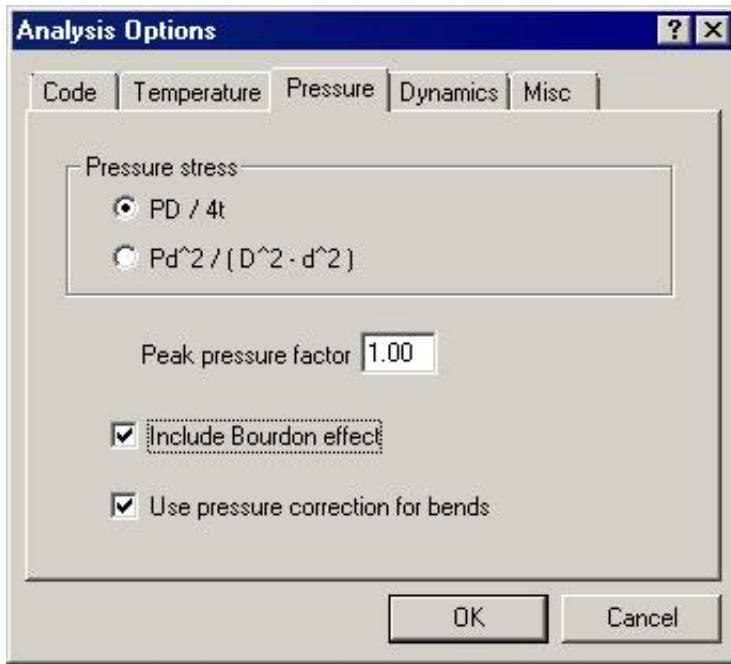 Analysis Options
Code Temperature Pressure Dynamics Misc
Pressure stress
PD / 4t
Pd^2 / ( D^2 - d^2 )
Peak pressure factor 1.00
Include Bourdon effect
Use pressure correction for bends
OK Cancel